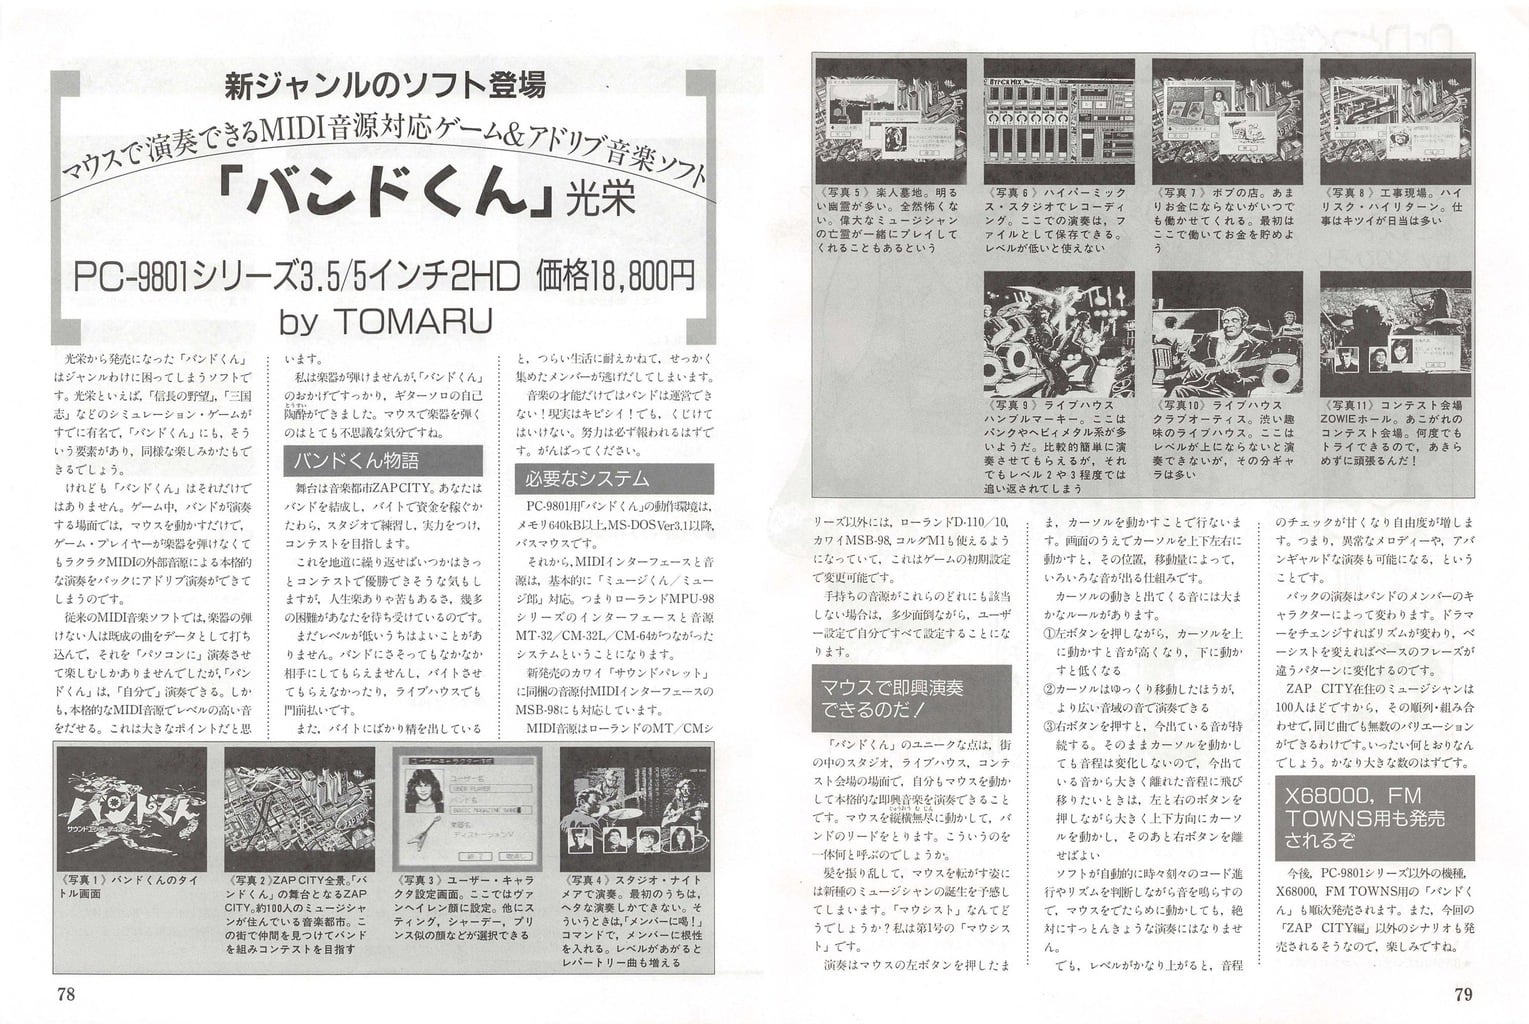 新ジャンルのソフト登場
マウスで演奏できるMIDI音源対応ゲーム&アドリブ音楽ソフト
「バンドくん」光栄
PC-9801シリーズ3.5/5インチ2HD 価格18,800円
by TOMARU
光栄から発売になった「バンドくん」
はジャンルわけに困ってしまうソフトで
す。光栄といえば、「信長の野望」、「三国
志」などのシミュレーション・ゲームが
すでに有名で、「バンドくん」にも、そう
いう要素があり、同様な楽しみかたもで
きるでしょう。
けれども「バンドくん」はそれだけで
はありません。ゲーム中、バンドが演奏
する場面では、マウスを動かすだけで、
ゲーム・プレイヤーが楽器を弾けなくて
もラクラクMIDIの外部音源による本格的
な演奏をバックにアドリブ演奏ができて
しまうのです。
従来のMIDI音楽ソフトでは、楽器の弾
けない人は既成の曲をデータとして打ち
込んで、それを「パソコンに」演奏させ
て楽しむしかありませんでしたが、「バン
ドくん」は、「自分で」演奏できる。しか
も、本格的なMIDI音源でレベルの高い音
をだせる。これは大きなポイントだと思
います。
私は楽器が弾けませんが、「バンドくん」
のおかげですっかり、ギターソロの自己
とうすい
陶酔ができました。マウスで楽器を弾く
のはとても不思議な気分ですね。
バンドくん物語
舞台は音楽都市ZAP CITY。あなたは
バンドを結成し、バイトで資金を稼ぐか
たわら、スタジオで練習し、実力をつけ、
コンテストを目指します。
これを地道に繰り返せばいつかはきっ
とコンテストで優勝できそうな気もし
ますが、人生楽ありゃ苦もあるさ、幾多
の困難があなたを待ち受けているのです。
まだレベルが低いうちはよいことがあ
りません。バンドにさそってもなかなか
相手にしてもらえませんし、バイトさせ
てもらえなかったり、ライブハウスでも
門前払いです。
また、バイトにばかり精を出している
と、つらい生活に耐えかねて、せっかく
集めたメンバーが逃げだしてしまいます。
音楽の才能だけではバンドは運営でき
ない！現実はキビシイ！でも、くじけて
はいけない。努力は必ず報われるはずで
す。がんばってください。
必要なシステム
PC-9801用「バンドくん」の動作環境は、
メモリ640kB以上,MS-DOSVer3.1以降,
バスマウスです。
それから、MIDIインターフェースと音
源は、基本的に「ミュージくん／ミュー
ジ郎」対応。つまりローランドMPU-98
シリーズのインターフェースと音源
MT-32／CM-32L／CM-64がつながった
システムということになります。
新発売のカワイ「サウンドパレット」
に同梱の音源付MIDIインターフェースの
MSB-98にも対応しています。
MIDI音源はローランドのMT／CMシ
バンドくん
《写真1》バンドくんのタイ
トル画面
《写真2》ZAP CITY全景。「バ
ンドくん」の舞台となるZAP
CITY。約100人のミュージシャ
ンが住んでいる音楽都市。こ
の街で仲間を見つけてバンド
を組みコンテストを目指す
ユーザー名
バンド名
楽器名
ディストーションV
《写真3》ユーザー・キャラ
クタ設定画面。ここではヴァ
ンヘイレン顔に設定。他にス
ティング、シャーデー、プリ
ンス似の顔などが選択できる
《写真4》スタジオ・ナイト
メアで演奏。最初のうちは、
ヘタな演奏しかできない。そ
ういうときは、「メンバーに喝！」
コマンドで、メンバーに根性
を入れる。レベルがあがると
レパートリー曲も増える
78
HYPER MIX
《写真5》楽人墓地。明る
い幽霊が多い。全然怖くな
い。偉大なミュージシャン
の亡霊が一緒にプレイして
くれることもあるという
《写真6》ハイパーミック
ス・スタジオでレコーディ
ング。ここでの演奏は、フ
ァイルとして保存できる。
レベルが低いと使えない
《写真7》ボブの店。あま
りお金にならないがいつで
も働かせてくれる。最初は
ここで働いてお金を貯めよ
う
《写真8》工事現場。ハイ
リスク・ハイリターン。仕
事はキツイが日当は多い
《写真9》ライブハウス
ハンブルマーキー。ここは
パンクやヘビィメタル系が多
いようだ。比較的簡単に演
奏させてもらえるが、それ
でもレベル2や3程度では
追い返されてしまう
《写真10》ライブハウス
クラブオーティス。渋い趣
味のライブハウス。ここは
レベルが上にならないと演
奏できないが、その分ギャ
ラは多い
《写真11》コンテスト会場
ZOWIEホール。あこがれの
コンテスト会場。何度でも
トライできるので、あきら
めずに頑張るんだ！
リーズ以外には、ローランドD-110／10、
カワイMSB-98、コルグM1も使えるよう
になっていて、これはゲームの初期設定
で変更可能です。
手持ちの音源がこれらのどれにも該当
しない場合は、多少面倒ながら、ユーザ
ー設定で自分ですべて設定することにな
ります。
マウスで即興演奏
できるのだ！
「バンドくん」のユニークな点は、街
の中のスタジオ、ライブハウス、コンテ
スト会場の場面で、自分もマウスを動か
して本格的な即興音楽を演奏できること
じゅうおう む じん
です。マウスを縦横無尽に動かして、バ
ンドのリードをとります。こういうのを
一体何と呼ぶのでしょうか。
髪を振り乱して、マウスを転がす姿に
は新種のミュージシャンの誕生を予感し
てしまいます。「マウシスト」なんてど
うでしょうか？私は第1号の「マウシス
ト」です。
演奏はマウスの左ボタンを押したま
ま、カーソルを動かすことで行ないま
す。画面のうえでカーソルを上下左右に
動かすと、その位置、移動量によって、
いろいろな音が出る仕組みです。
カーソルの動きと出てくる音には大ま
かなルールがあります。
①左ボタンを押しながら、カーソルを上
に動かすと音が高くなり、下に動か
すと低くなる
②カーソルはゆっくり移動したほうが、
より広い音域の音で演奏できる
③右ボタンを押すと、今出ている音が持
続する。そのままカーソルを動かし
ても音程は変化しないので、今出て
いる音から大きく離れた音程に飛び
移りたいときは、左と右のボタンを
押しながら大きく上下方向にカーソ
ルを動かし、そのあと右ボタンを離
せばよい
ソフトが自動的に時々刻々のコード進
行やリズムを判断しながら音を鳴らすの
で、マウスをでたらめに動かしても、絶
対にすっとんきょうな演奏にはなりませ
ん。
でも、レベルがかなり上がると、音程
のチェックが甘くなり自由度が増しま
す。つまり、異常なメロディーや、アバ
ンギャルドな演奏も可能になる、という
ことです。
バックの演奏はバンドのメンバーのキ
ャラクターによって変わります。ドラマ
ーをチェンジすればリズムが変わり、ベ
ーシストを変えればベースのフレーズが
違うパターンに変化するのです。
ZAP CITY在住のミュージシャンは
100人ほどですから、その順列・組み合
わせで、同じ曲でも無数のバリエーション
ができるわけです。いったい何とおりなん
でしょう。かなり大きな数のはずです。
X68000，FM
TOWNS用も発売
されるぞ
今後、PC-9801シリーズ以外の機種、
X68000、FM TOWNS用の「バンドく
ん」も順次発売されます。また、今回の
「ZAP CITY編」以外のシナリオも発
売されるそうなので、楽しみですね。
79